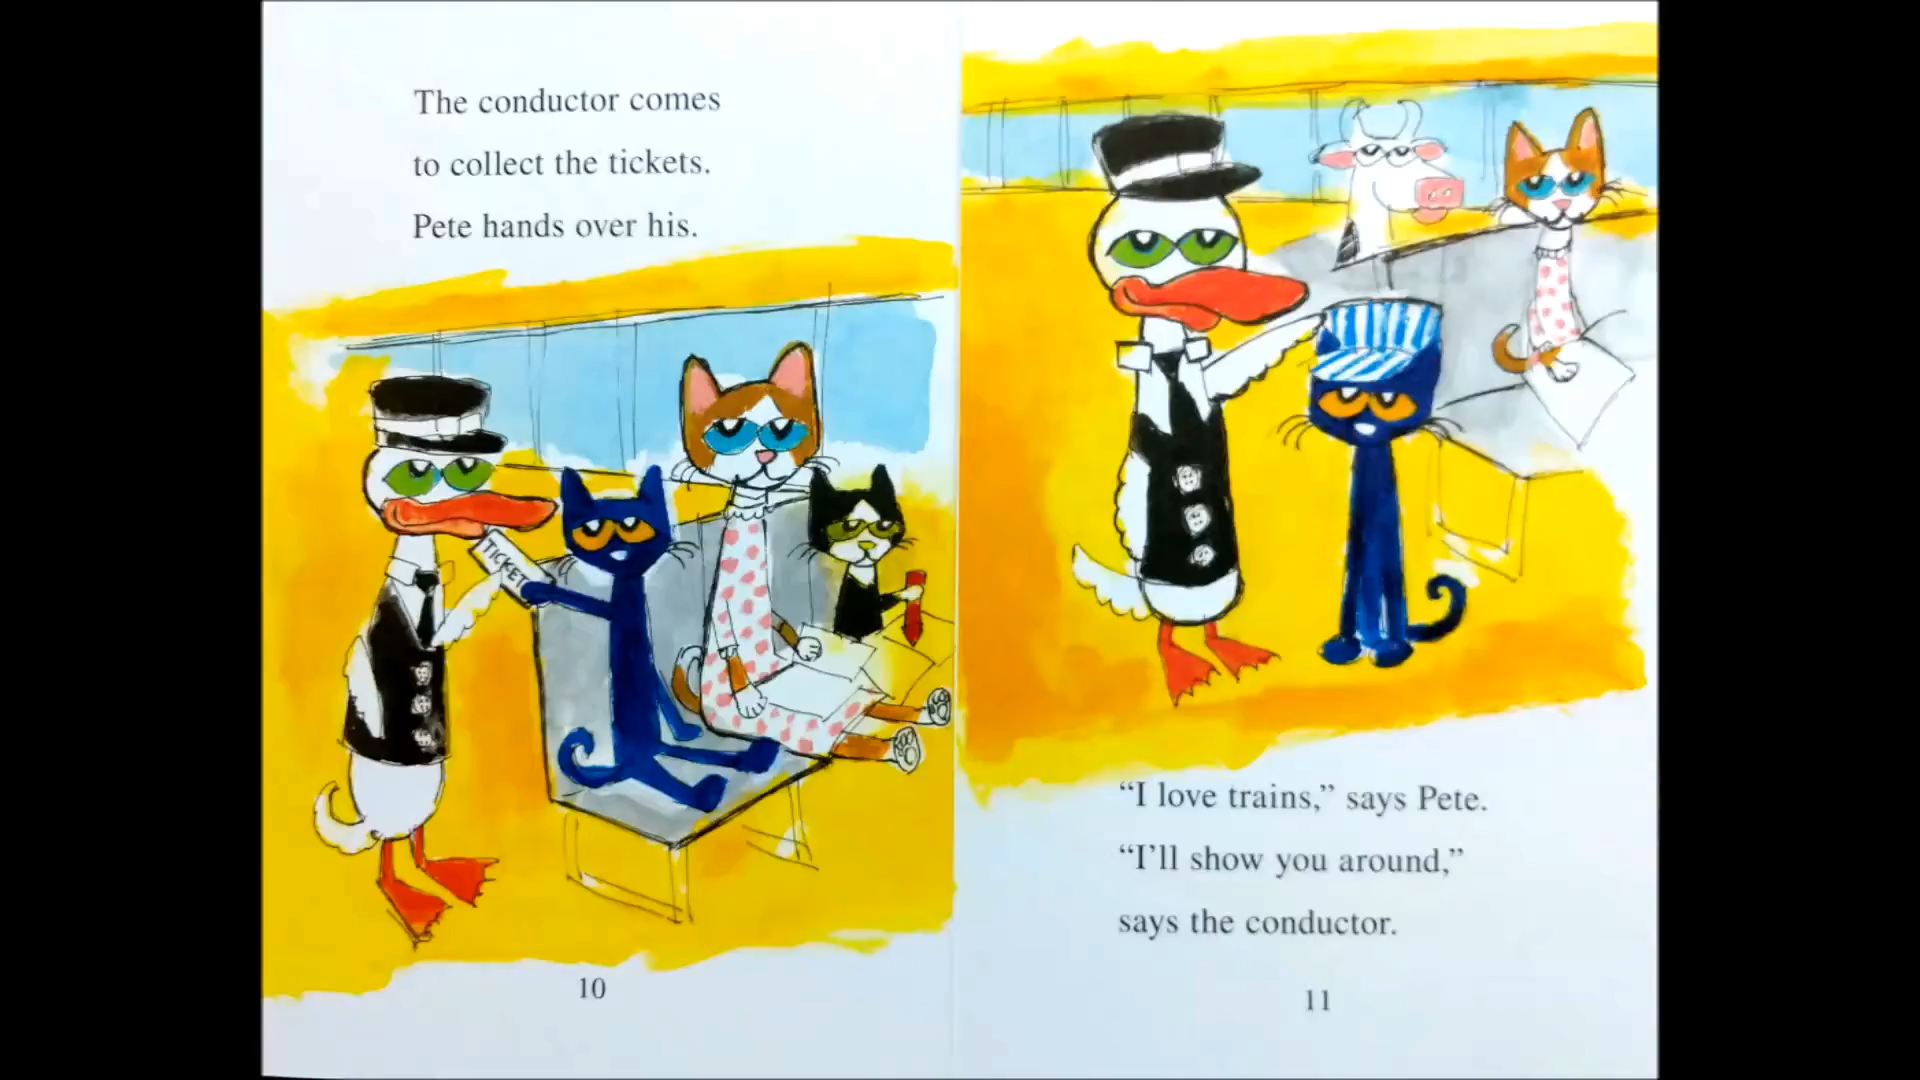 The conductor comes
to collect the tickets.
Pete hands over his.
TICKET
10
“I love trains,” says Pete.
“I’ll show you around,”
says the conductor.
11